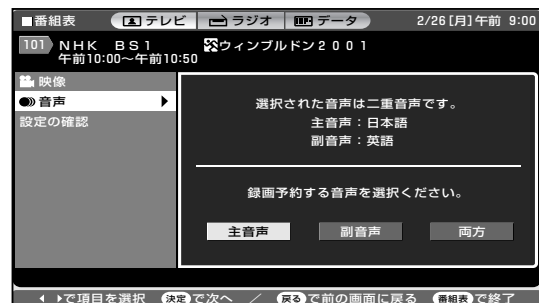 ■番組表 テレビ ラジオ データ 2/26[月]午前 9:00
101 NHK BS1 ウィンブルドン2001
午前10:00～午前10:50
映像
音声
設定の確認
選択された音声は二重音声です。
主音声：日本語
副音声：英語
録画予約する音声を選択ください。
主音声 副音声 両方
で項目を選択 決定で次へ ／ 戻るで前の画面に戻る 番組表で終了